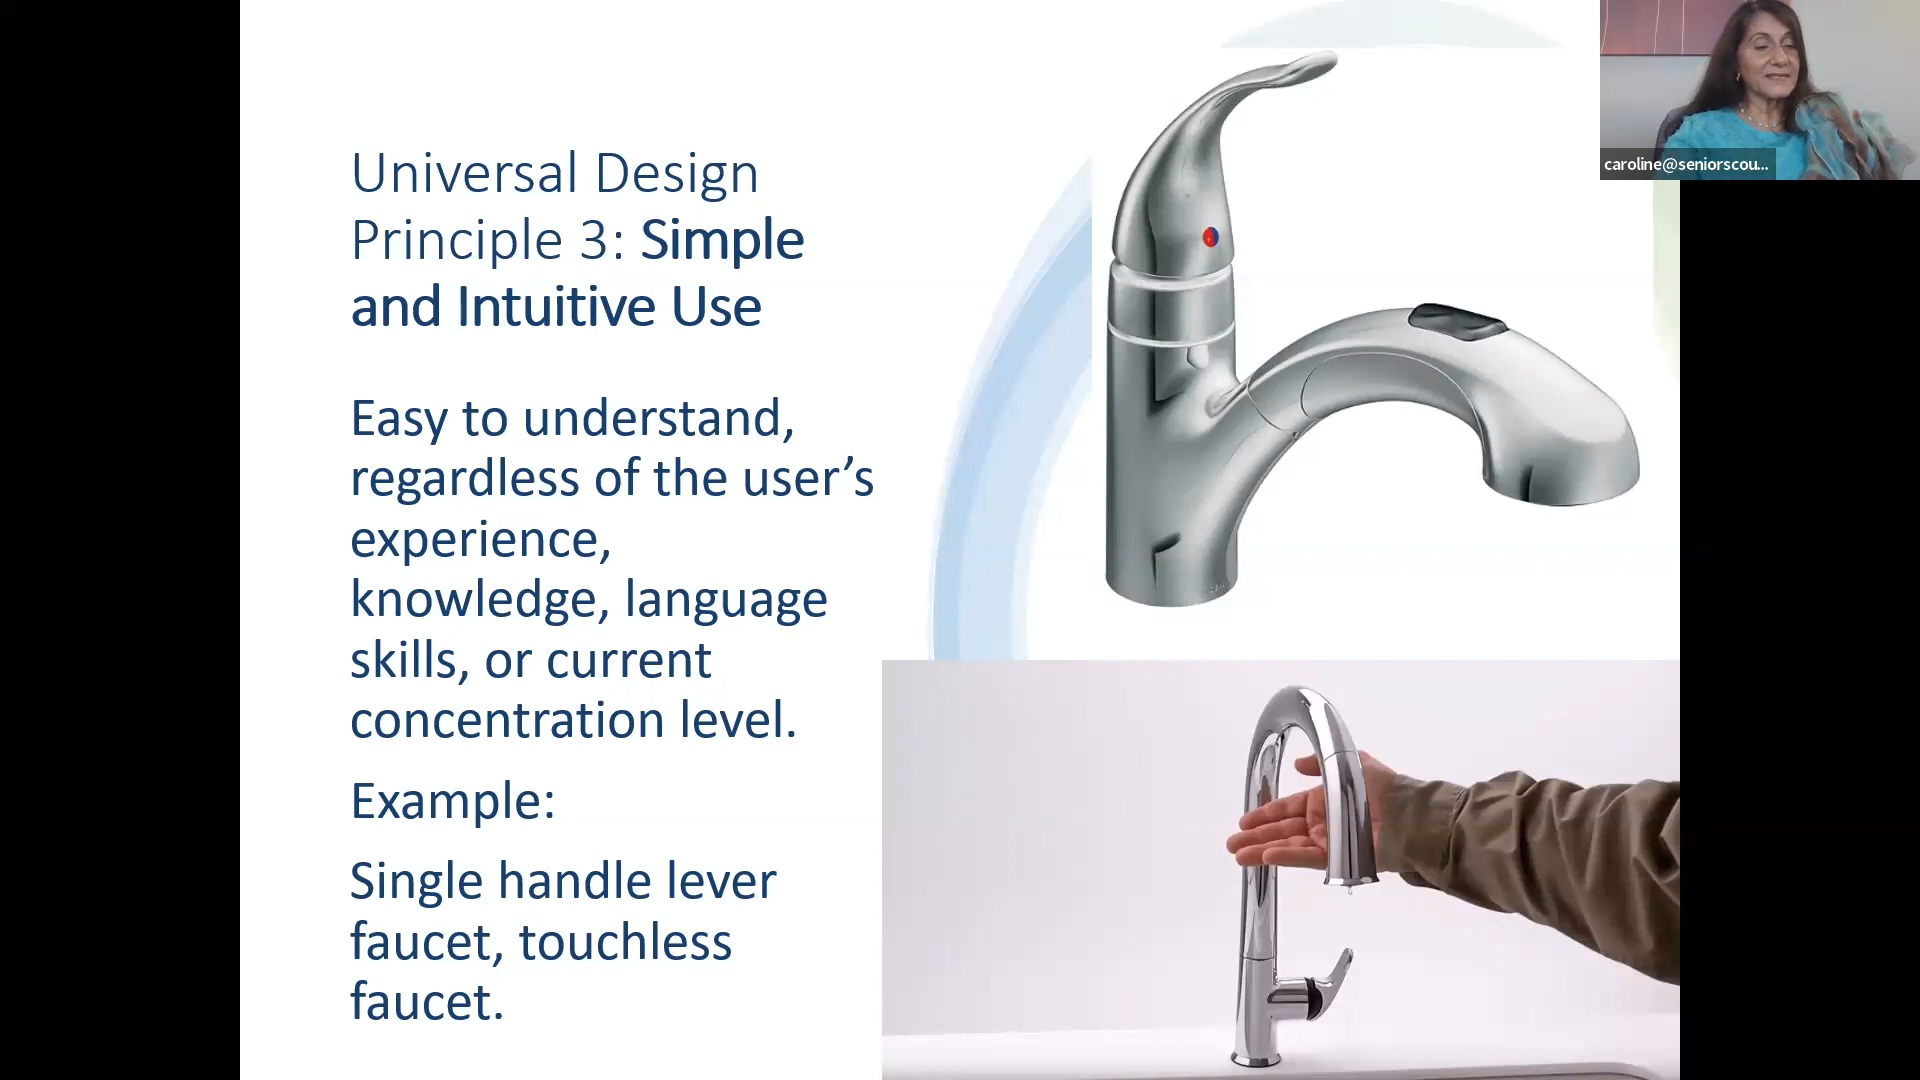 caroline@seniorscou...
Universal Design
Principle 3: Simple
and Intuitive Use
Easy to understand,
regardless of the user’s
experience,
knowledge, language
skills, or current
concentration level.
Example:
Single handle lever
faucet, touchless
faucet.